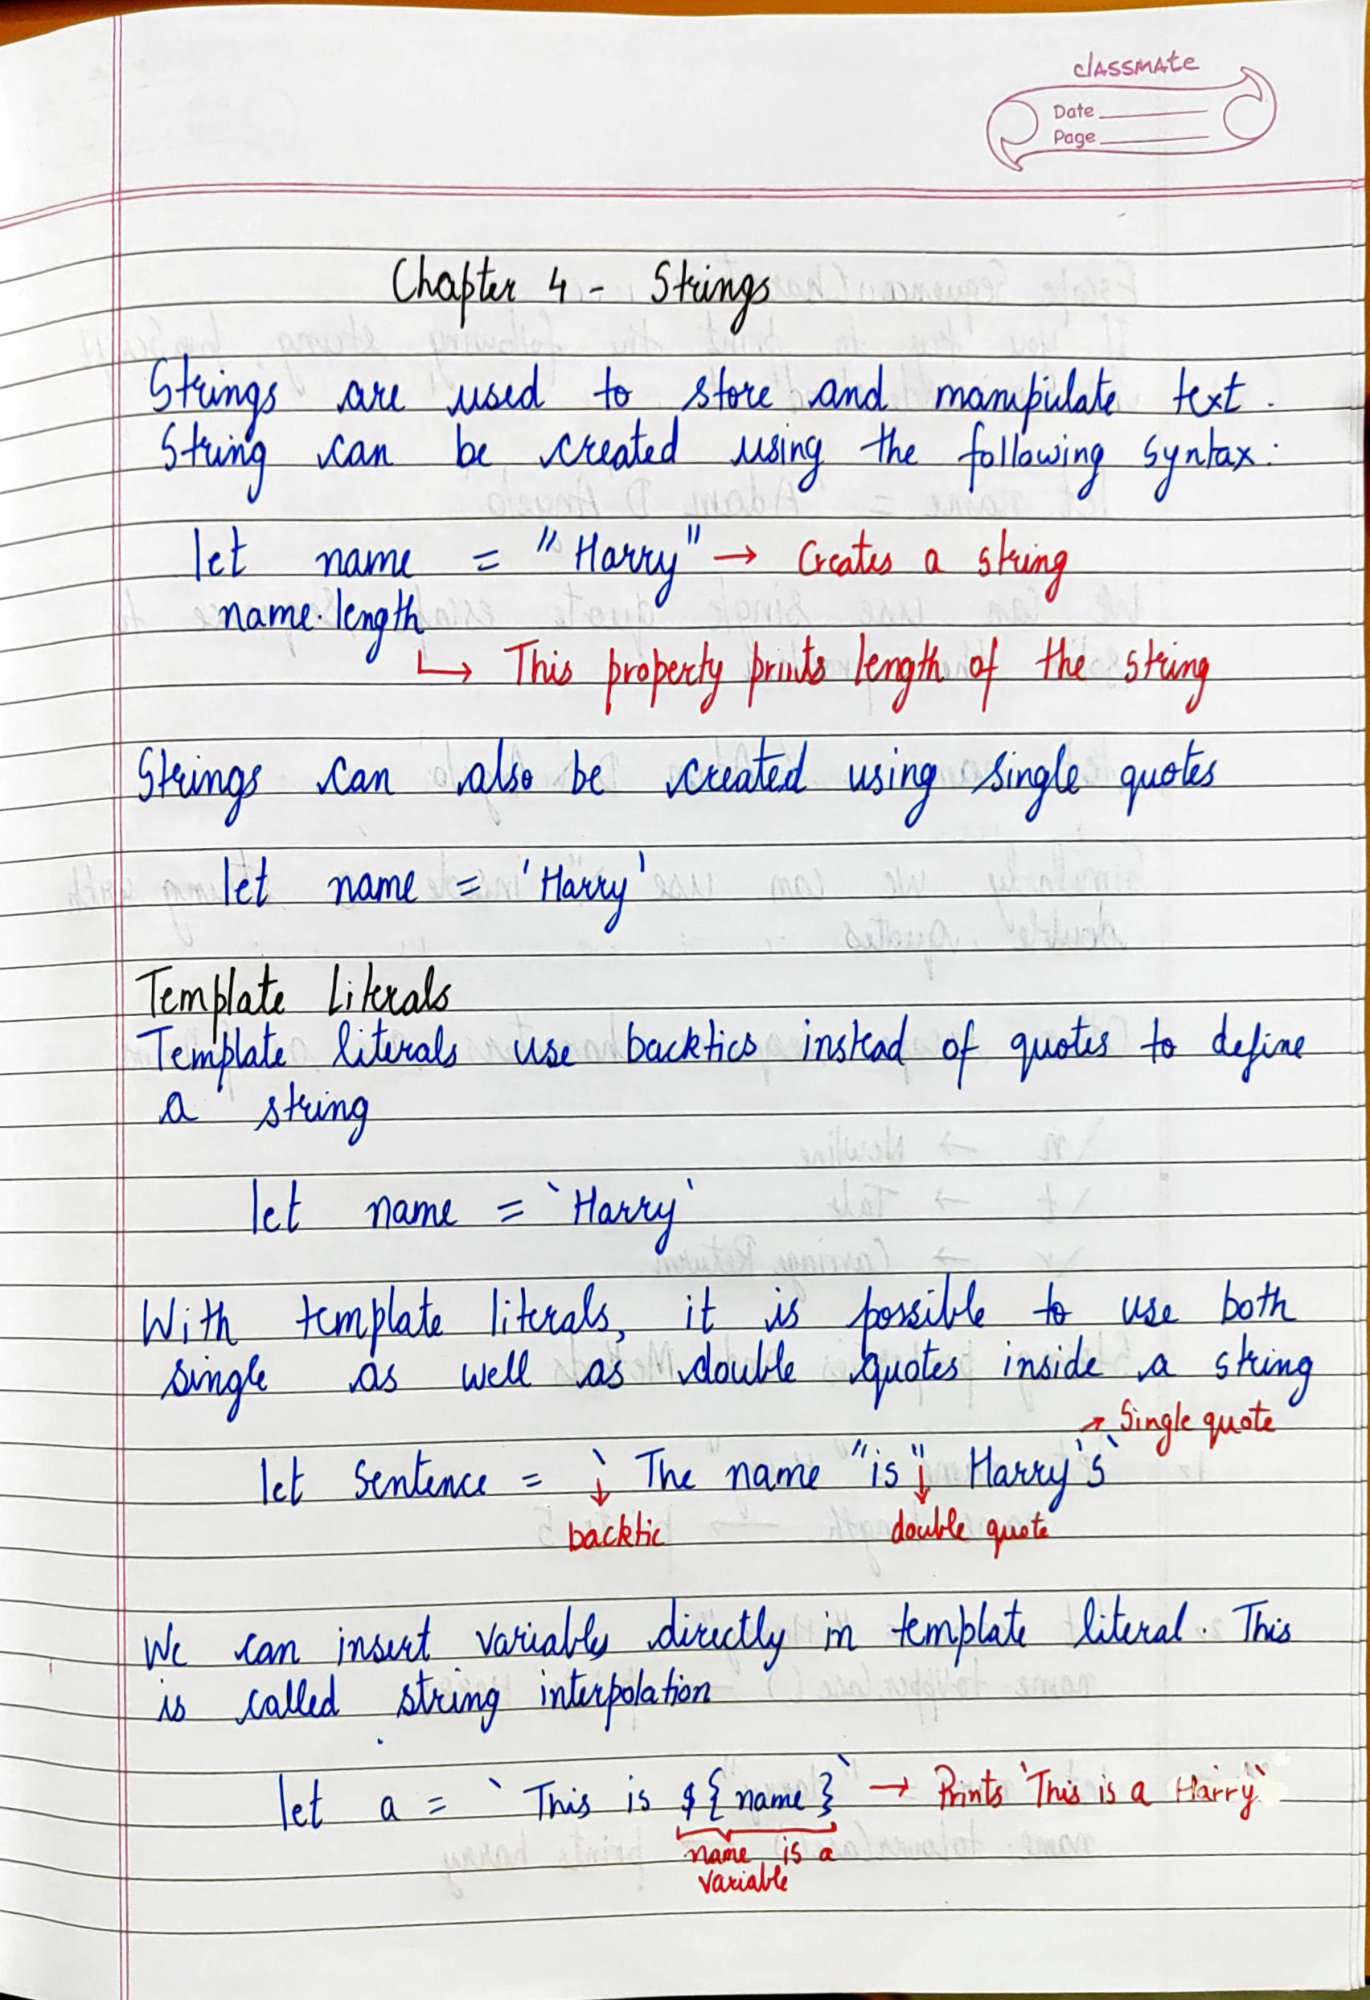 classmate
Date
Page
Chapter 4 - Strings
Strings are used to store and manipulate text.
String can be created using the following syntax:
let name = "Harry" → Creates a string
name.length
↳ This property prints length of the string
Strings can also be created using single quotes
let name = 'Harry'
Template Literals
Template literals use backtics instead of quotes to define
a string
let name = `Harry`
With template literals, it is possible to use both
single as well as double quotes inside a string
→ Single quote
let sentence = ` The name "is" Harry's`
↓ backtic ↓ double quote
We can insert variables directly in template literal. This
is called string interpolation
let a = `This is ${name}` → Prints `This is a Harry`
name is a
variable